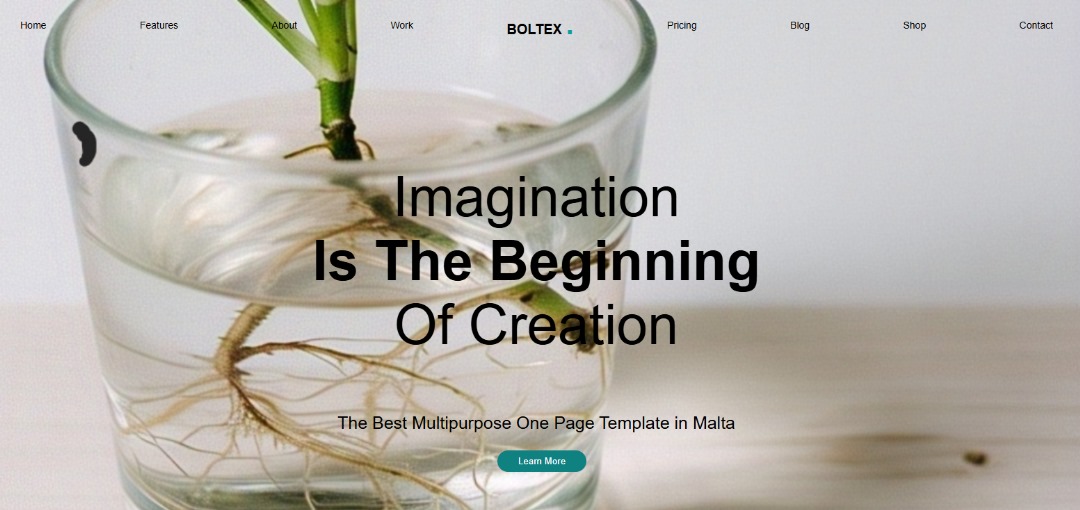 Home Features About Work BOLTEX Pricing Blog Shop Contact
Imagination
Is The Beginning
Of Creation
The Best Multipurpose One Page Template in Malta
Learn More